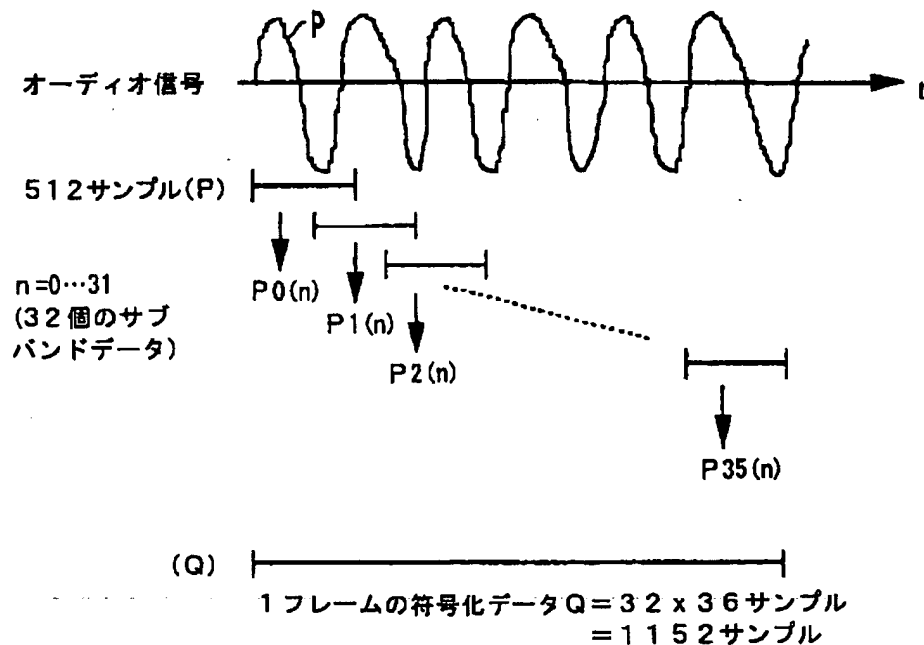 p
オーディオ信号
n
512サンプル(P)
n=0…31
(32個のサブ
バンドデータ)
P0(n)
P1(n)
P2(n)
P35(n)
(Q)
1フレームの符号化データQ=32x36サンプル
=1152サンプル